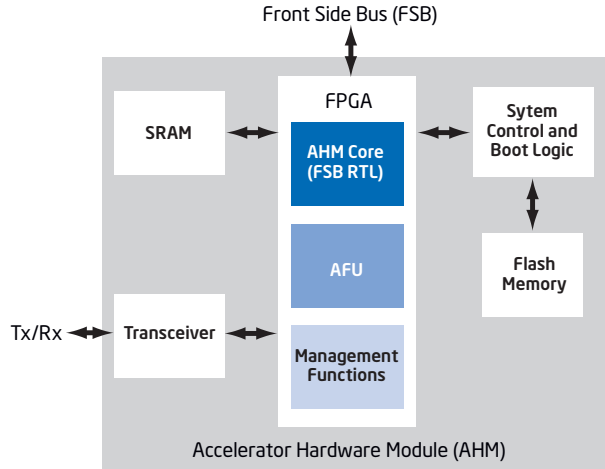 Front Side Bus (FSB)
FPGA
SRAM
AHM Core
(FSB RTL)
Sytem
Control and
Boot Logic
AFU
Flash
Memory
Tx/Rx
Transceiver
Management
Functions
Accelerator Hardware Module (AHM)